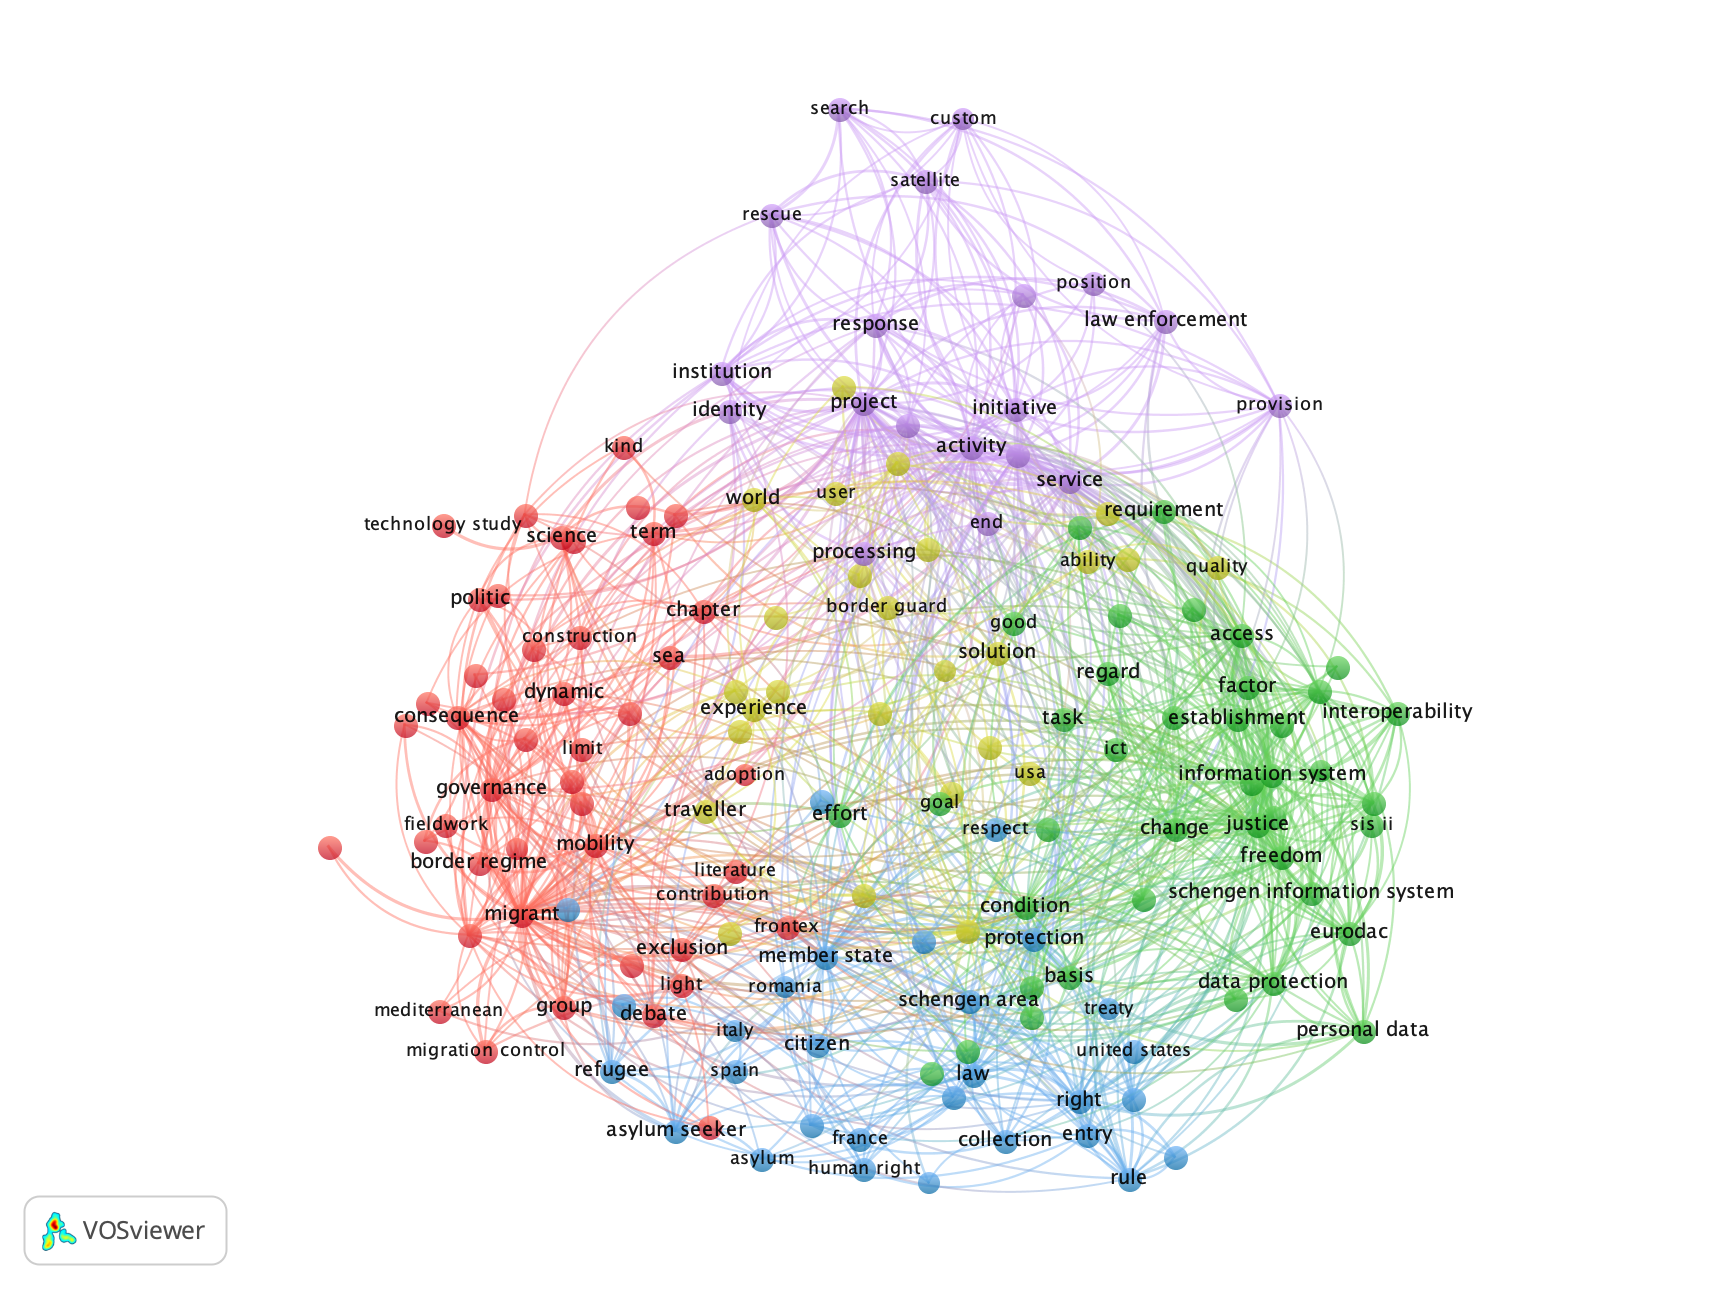 search
custom
satellite
rescue
position
law enforcement
response
institution
project
initiative
provision
identity
kind
activity
service
world
user
requirement
technology study
science
term
end
processing
ability
quality
politic
chapter
border guard
good
access
construction
sea
solution
regard
factor
dynamic
consequence
experience
task
establishment
interoperability
limit
ict
adoption
usa
information system
governance
traveller
effort
goal
fieldwork
mobility
respect
change
justice
sis ii
border regime
literature
freedom
contribution
schengen information system
migrant
frontex
condition
eurodac
exclusion
member state
protection
light
romania
basis
data protection
mediterranean
group
debate
schengen area
treaty
italy
citizen
personal data
migration control
refugee
spain
law
united states
right
asylum seeker
france
collection
entry
asylum
human right
rule
VOSviewer